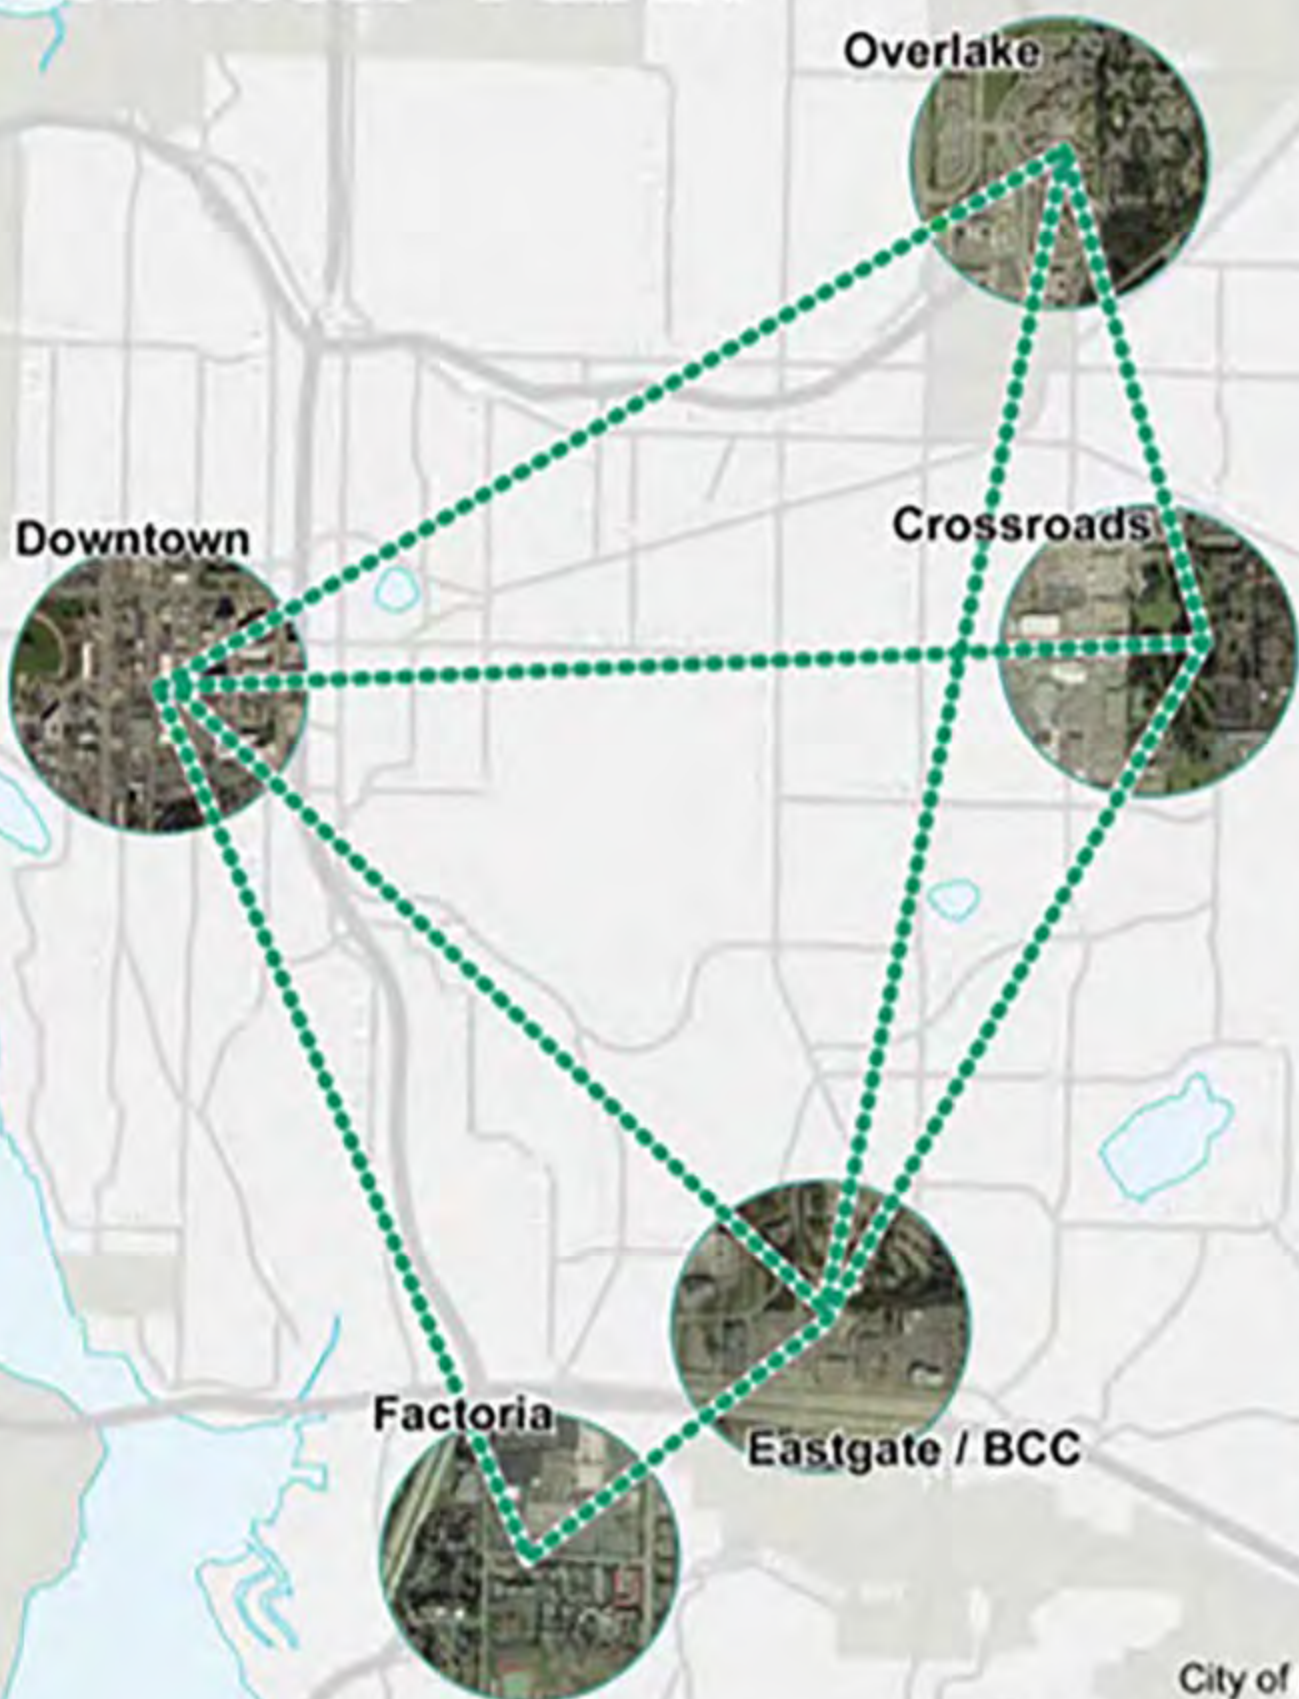 Overlake
Crossroads
Downtown
Factoria
Eastgate / BCC
City of